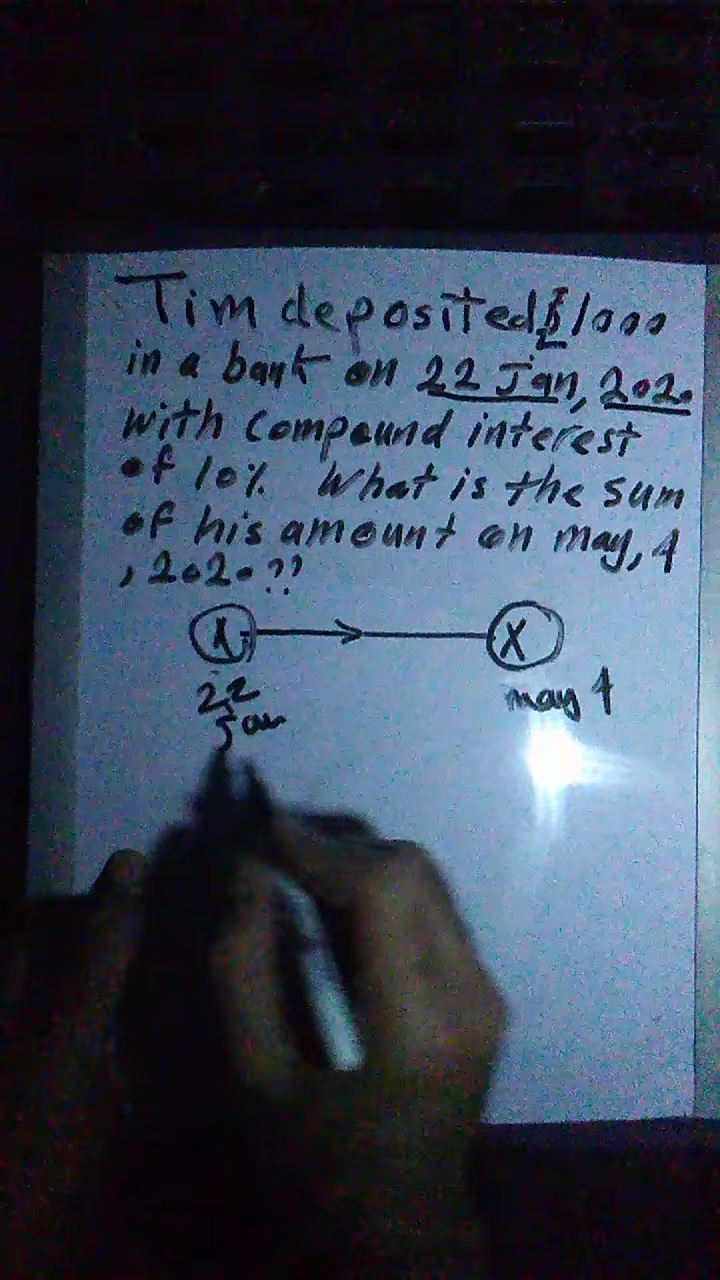 Tim deposited £1000
in a bank on 22 Jan, 2020
with compound interest
of 10% What is the sum
of his amount on may, 4
, 2020??
X X
22 may 4
Jan